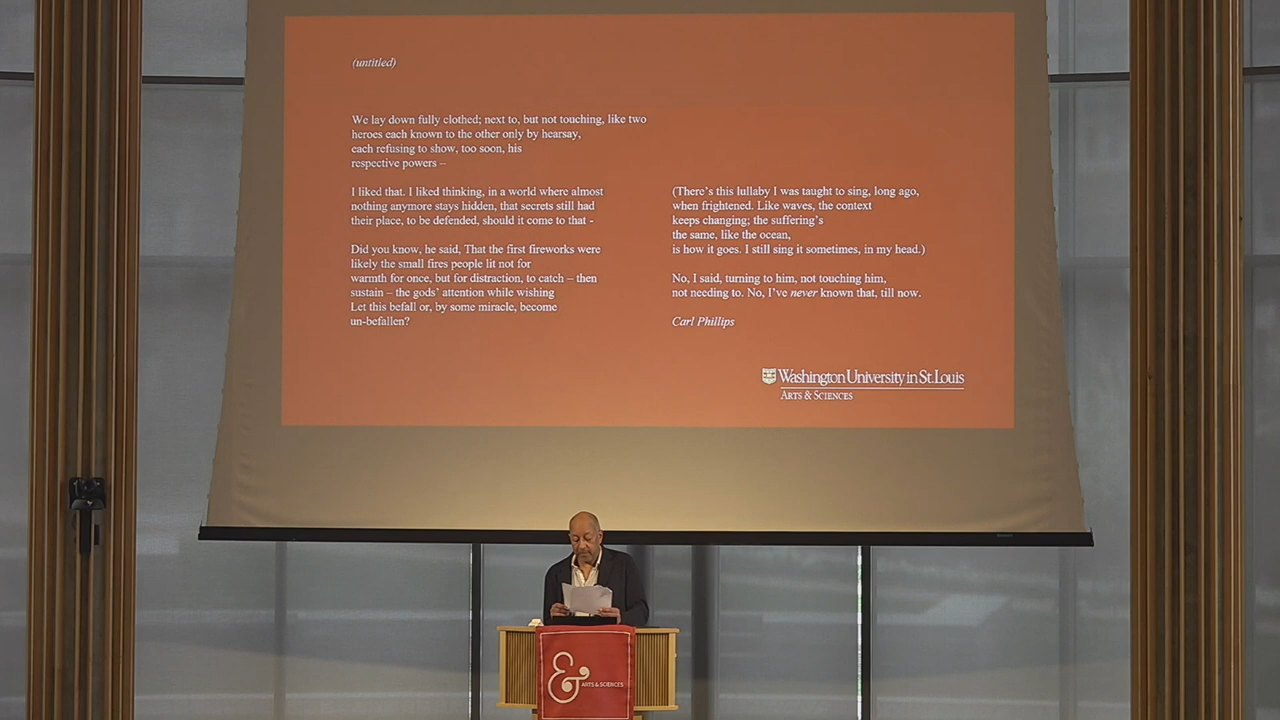 (untitled)
We lay down fully clothed; next to, but not touching, like two
heroes each known to the other only by hearsay,
each refusing to show, too soon, his
respective powers –
I liked that. I liked thinking, in a world where almost
nothing anymore stays hidden, that secrets still had
their place, to be defended, should it come to that -
Did you know, he said, That the first fireworks were
likely the small fires people lit not for
warmth for once, but for distraction, to catch – then
sustain – the gods' attention while wishing
Let this befall or, by some miracle, become
un-befallen?
(There's this lullaby I was taught to sing, long ago,
when frightened. Like waves, the context
keeps changing; the suffering's
the same, like the ocean,
is how it goes. I still sing it sometimes, in my head.)
No, I said, turning to him, not touching him,
not needing to. No, I've never known that, till now.
Carl Phillips
Washington University in St. Louis
ARTS & SCIENCES
&
ARTS & SCIENCES